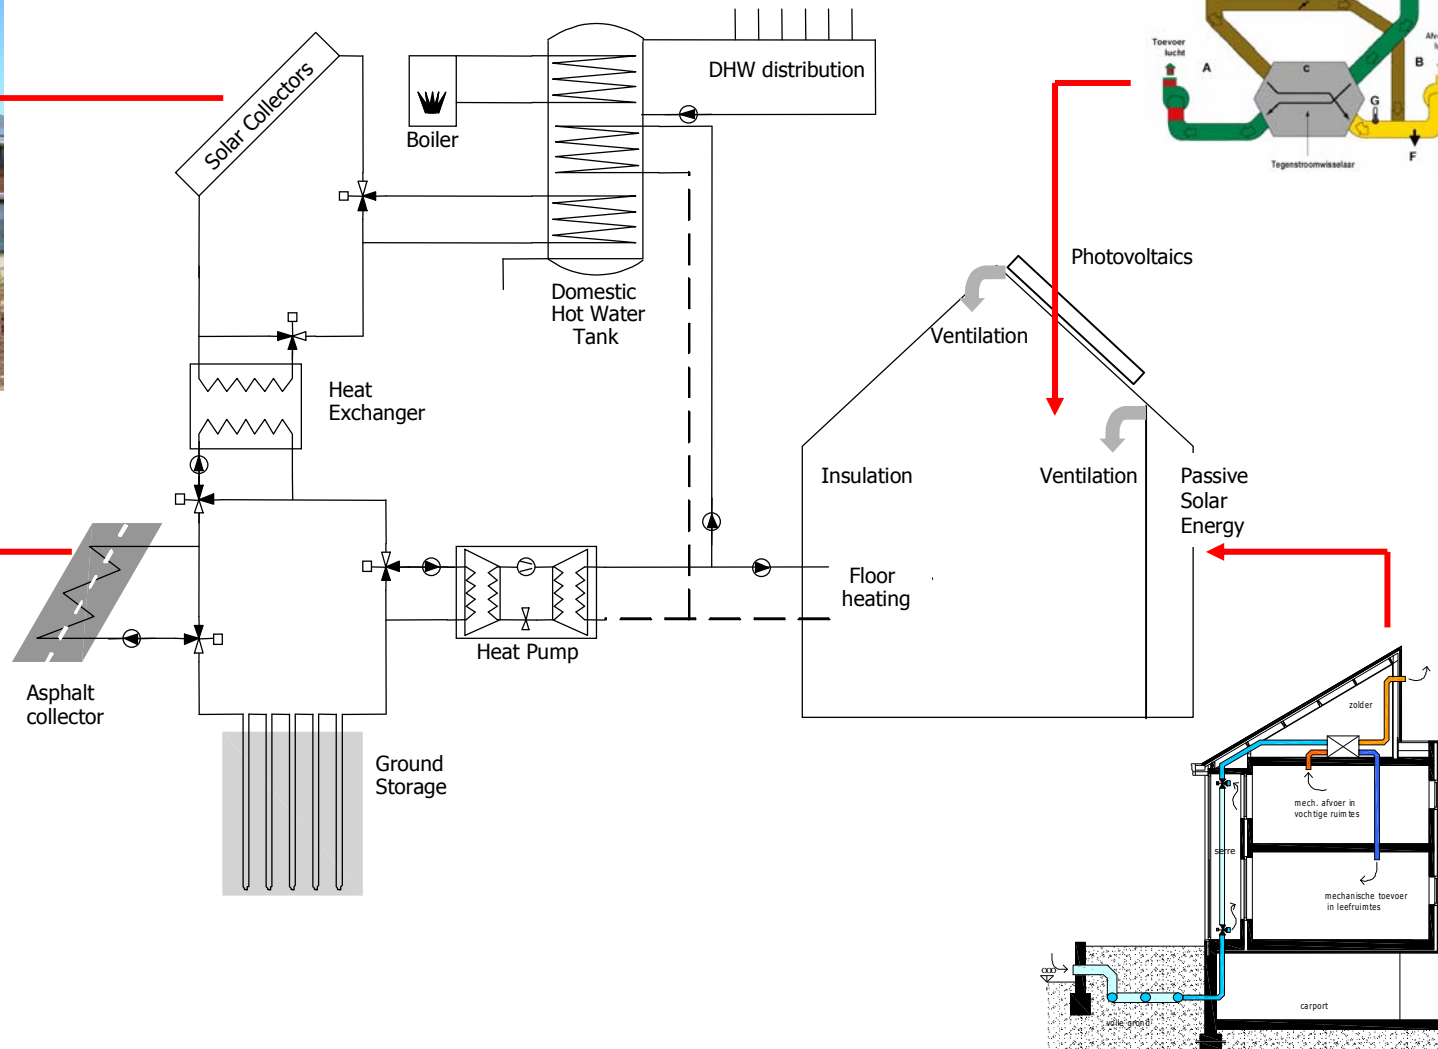 Solar Collectors
Boiler
DHW distribution
Toevoer
lucht
A
C
B
G
F
Tegenstroomwisselaar
Domestic
Hot Water
Tank
Photovoltaics
Ventilation
Heat
Exchanger
Insulation
Ventilation
Passive
Solar
Energy
Floor
heating
Heat Pump
Asphalt
collector
Ground
Storage
zolder
mech. afvoer in
vochtige ruimtes
serre
mechanische toevoer
in leefruimtes
carport
volle grond